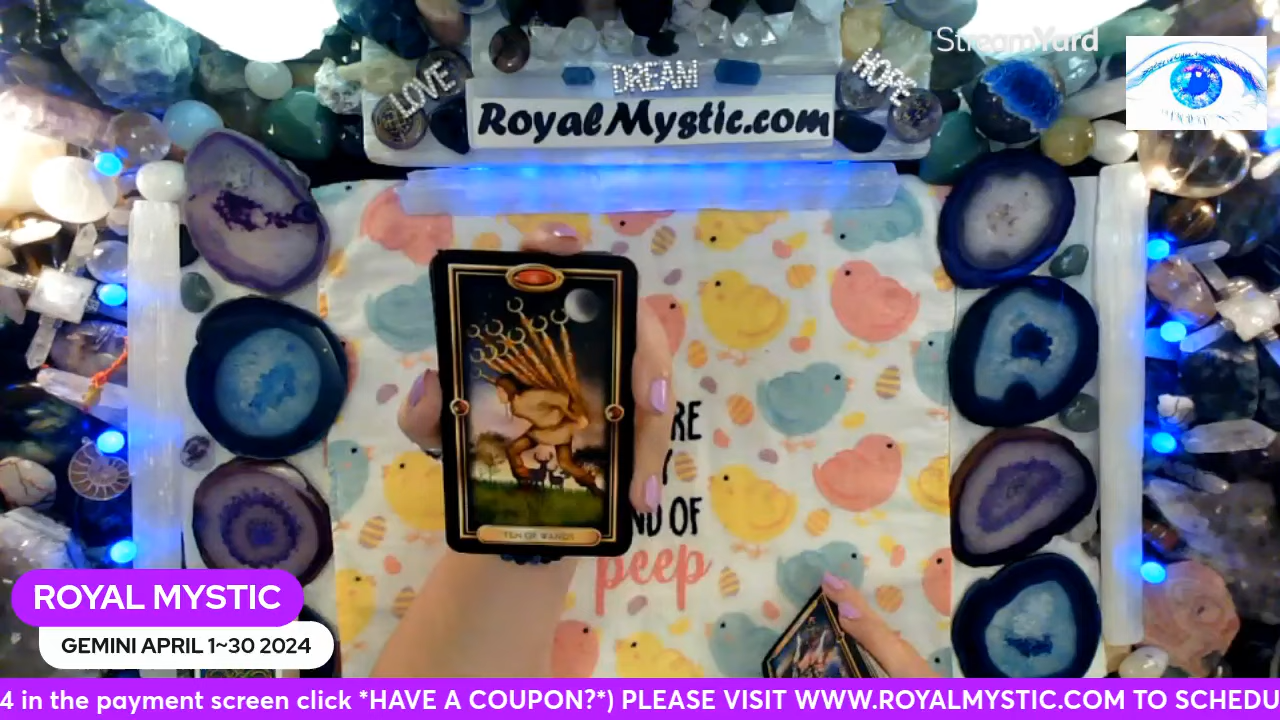 StreamYard
LOVE
DREAM
HOPE
RoyalMystic.com
RE
ND OF
peep
TEN OF WANDS
ROYAL MYSTIC
GEMINI APRIL 1~30 2024
4 in the payment screen click *HAVE A COUPON?*) PLEASE VISIT WWW.ROYALMYSTIC.COM TO SCHEDU